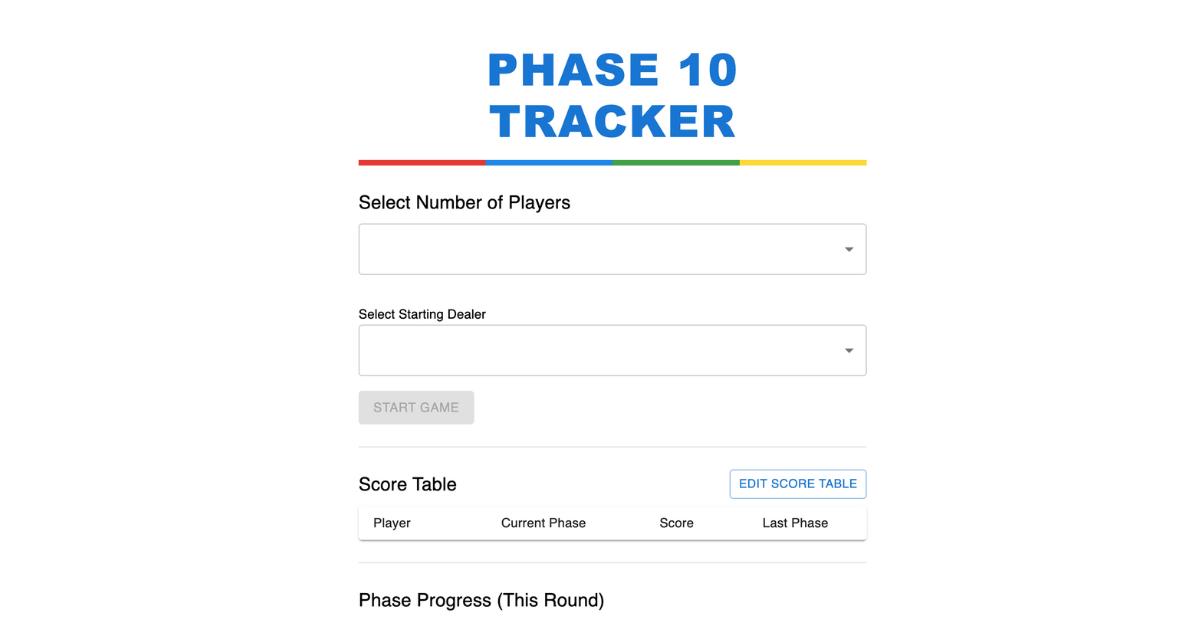 PHASE 10
TRACKER
Select Number of Players
Select Starting Dealer
START GAME
Score Table
EDIT SCORE TABLE
Player Current Phase Score Last Phase
Phase Progress (This Round)